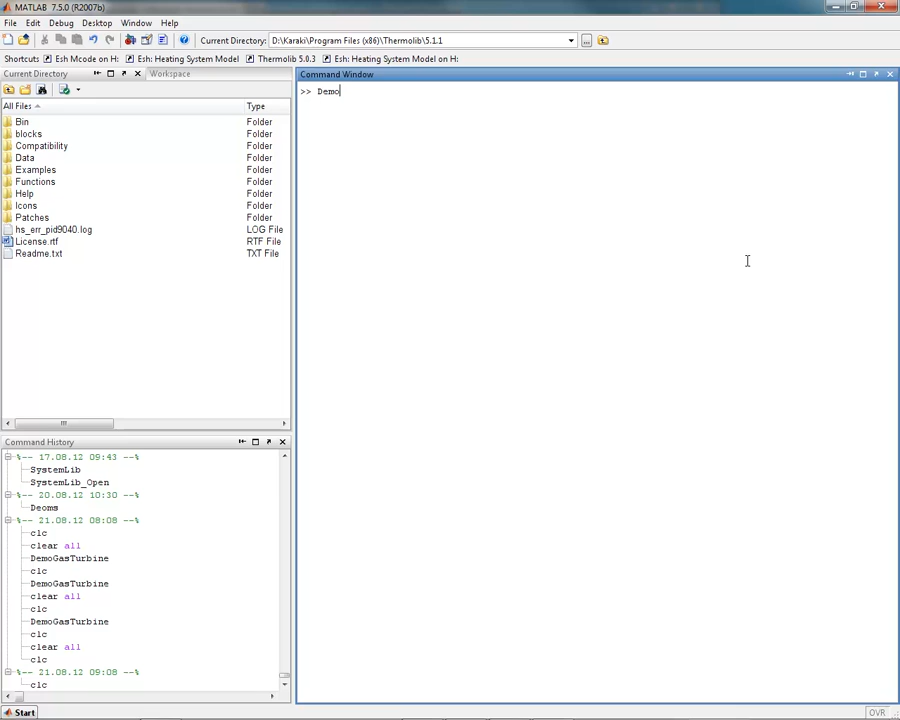 MATLAB 7.5.0 (R2007b)
File Edit Debug Desktop Window Help
Current Directory: D:\Karaki\Program Files (x86)\Thermolib\5.1.1
Shortcuts Esh Mcode on H: Esh: Heating System Model Thermolib 5.0.3 Esh: Heating System Model on H:
Current Directory Workspace
All Files Type
Bin Folder
blocks Folder
Compatibility Folder
Data Folder
Examples Folder
Functions Folder
Help Folder
Icons Folder
Patches Folder
hs_err_pid9040.log LOG File
License.rtf RTF File
Readme.txt TXT File
Command History
%-- 17.08.12 09:43 --%
SystemLib
SystemLib_Open
%-- 20.08.12 10:30 --%
Deoms
%-- 21.08.12 08:08 --%
clc
clear all
DemoGasTurbine
clc
DemoGasTurbine
clear all
clc
DemoGasTurbine
clc
clear all
clc
%-- 21.08.12 09:08 --%
clc
Command Window
>> Demo
Start
OVR